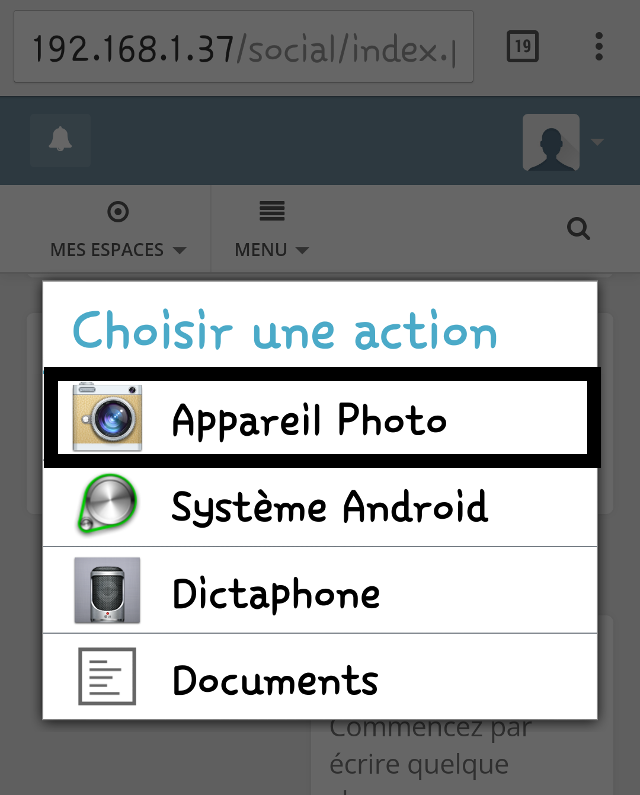 192.168.1.37/social/index.p
19
MES ESPACES
MENU
Choisir une action
Appareil Photo
Système Android
Dictaphone
Documents
Commencez par
écrire quelque